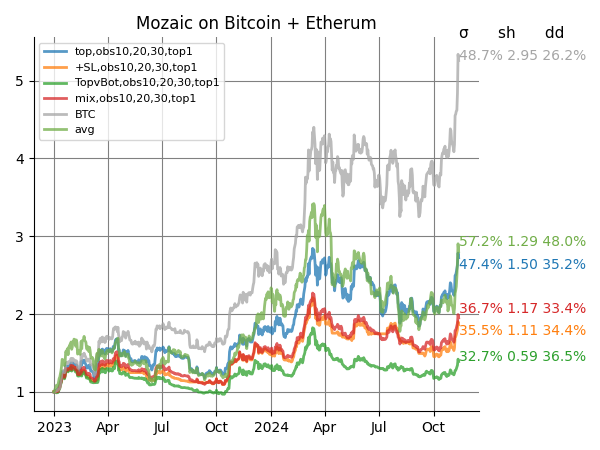 Mozaic on Bitcoin + Etherum
σ sh dd
top,obs10,20,30,top1
+SL,obs10,20,30,top1
TopvBot,obs10,20,30,top1
mix,obs10,20,30,top1
BTC
avg
48.7% 2.95 26.2%
57.2% 1.29 48.0%
47.4% 1.50 35.2%
36.7% 1.17 33.4%
35.5% 1.11 34.4%
32.7% 0.59 36.5%
5
4
3
2
1
2023 Apr Jul Oct 2024 Apr Jul Oct